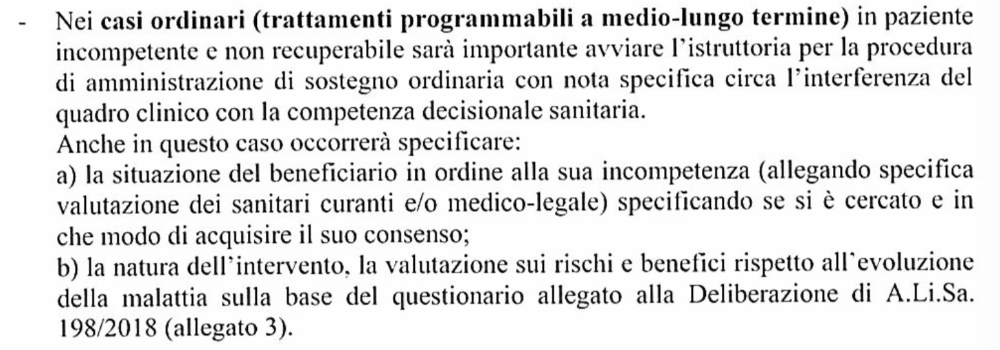 - Nei casi ordinari (trattamenti programmabili a medio-lungo termine) in paziente
incompetente e non recuperabile sarà importante avviare l'istruttoria per la procedura
di amministrazione di sostegno ordinaria con nota specifica circa l'interferenza del
quadro clinico con la competenza decisionale sanitaria.
Anche in questo caso occorrerà specificare:
a) la situazione del beneficiario in ordine alla sua incompetenza (allegando specifica
valutazione dei sanitari curanti e/o medico-legale) specificando se si è cercato e in
che modo di acquisire il suo consenso;
b) la natura dell'intervento, la valutazione sui rischi e benefici rispetto all'evoluzione
della malattia sulla base del questionario allegato alla Deliberazione di A.Li.Sa.
198/2018 (allegato 3).